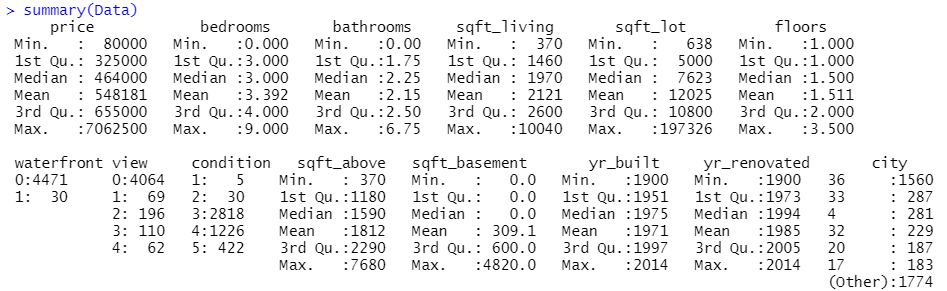 > summary(Data)
     price            bedrooms       bathrooms     sqft_living       sqft_lot          floors
 Min.   :  80000   Min.   :0.000   Min.   :0.00   Min.   :  370   Min.   :   638   Min.   :1.000
 1st Qu.: 325000   1st Qu.:3.000   1st Qu.:1.75   1st Qu.: 1460   1st Qu.:  5000   1st Qu.:1.000
 Median : 464000   Median :3.000   Median :2.25   Median : 1970   Median :  7623   Median :1.500
 Mean   : 548181   Mean   :3.392   Mean   :2.15   Mean   : 2121   Mean   : 12025   Mean   :1.511
 3rd Qu.: 655000   3rd Qu.:4.000   3rd Qu.:2.50   3rd Qu.: 2600   3rd Qu.: 10800   3rd Qu.:2.000
 Max.   :7062500   Max.   :9.000   Max.   :6.75   Max.   :10040   Max.   :197326   Max.   :3.500
 waterfront view     condition   sqft_above   sqft_basement      yr_built     yr_renovated       city
 0:4471     0:4064   1:   5    Min.   : 370   Min.   :   0.0   Min.   :1900   Min.   :1900   36     :1560
 1:  30     1:  69   2:  30    1st Qu.:1180   1st Qu.:   0.0   1st Qu.:1951   1st Qu.:1973   33     : 287
            2: 196   3:2818    Median :1590   Median :   0.0   Median :1975   Median :1994   4      : 281
            3: 110   4:1226    Mean   :1812   Mean   : 309.1   Mean   :1971   Mean   :1985   32     : 229
            4:  62   5: 422    3rd Qu.:2290   3rd Qu.: 600.0   3rd Qu.:1997   3rd Qu.:2005   20     : 187
                               Max.   :7680   Max.   :4820.0   Max.   :2014   Max.   :2014   17     : 183
                                                                                             (Other):1774